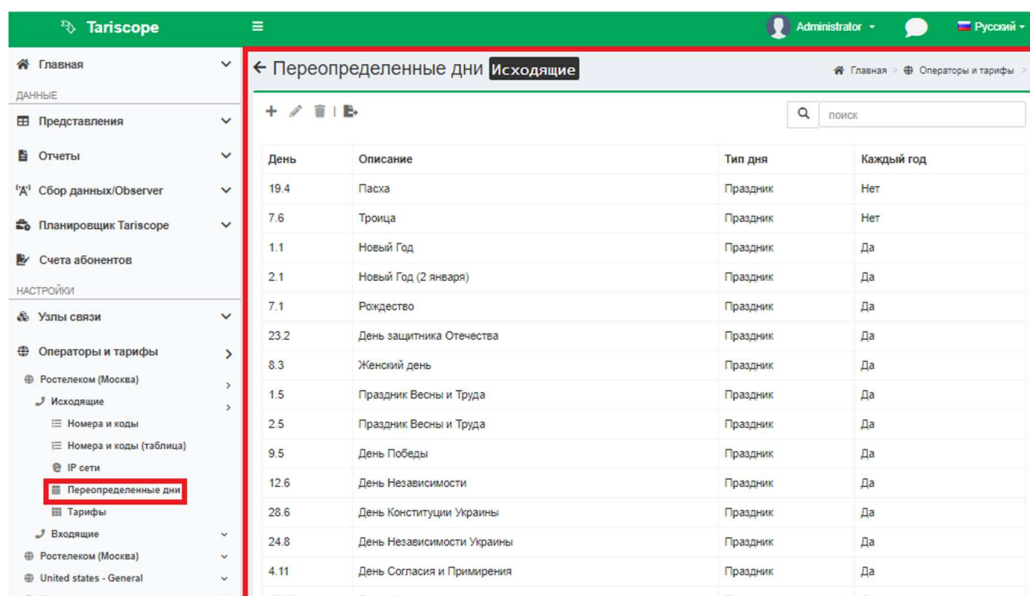 Tariscope
Administrator
Русский
Главная
ДАННЫЕ
Представления
Отчеты
Сбор данных/Observer
Планировщик Tariscope
Счета абонентов
НАСТРОЙКИ
Узлы связи
Операторы и тарифы
Ростелеком (Москва)
Исходящие
Номера и коды
Номера и коды (таблица)
IP сети
Переопределенные дни
Тарифы
Входящие
Ростелеком (Москва)
United states - General
Переопределенные дни Исходящие
Главная > Операторы и тарифы >
поиск
День Описание Тип дня Каждый год
19.4 Пасха Праздник Нет
7.6 Троица Праздник Нет
1.1 Новый Год Праздник Да
2.1 Новый Год (2 января) Праздник Да
7.1 Рождество Праздник Да
23.2 День защитника Отечества Праздник Да
8.3 Женский день Праздник Да
1.5 Праздник Весны и Труда Праздник Да
2.5 Праздник Весны и Труда Праздник Да
9.5 День Победы Праздник Да
12.6 День Независимости Праздник Да
28.6 День Конституции Украины Праздник Да
24.8 День Независимости Украины Праздник Да
4.11 День Согласия и Примирения Праздник Да